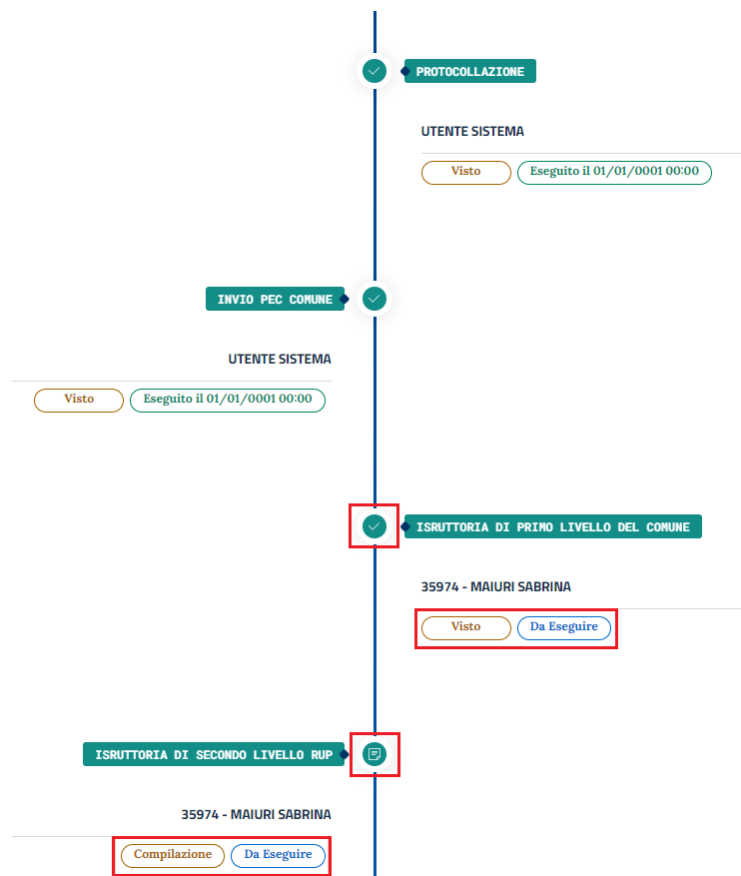 PROTOCOLLAZIONE
UTENTE SISTEMA
Visto Eseguito il 01/01/0001 00:00
INVIO PEC COMUNE
UTENTE SISTEMA
Visto Eseguito il 01/01/0001 00:00
ISRUTTORIA DI PRIMO LIVELLO DEL COMUNE
35974 - MAIURI SABRINA
Visto Da Eseguire
ISRUTTORIA DI SECONDO LIVELLO RUP
35974 - MAIURI SABRINA
Compilazione Da Eseguire